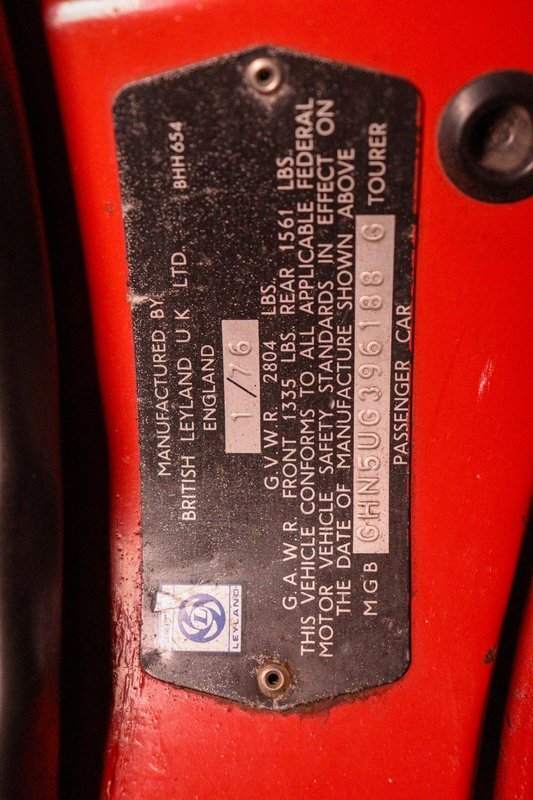 MANUFACTURED BY
BRITISH LEYLAND U K LTD. BHH654
ENGLAND
1/76
G.V.W.R. 2804 LBS.
G.A.W.R. FRONT 1335 LBS. REAR 1561 LBS.
THIS VEHICLE CONFORMS TO ALL APPLICABLE FEDERAL
MOTOR VEHICLE SAFETY STANDARDS IN EFFECT ON
THE DATE OF MANUFACTURE SHOWN ABOVE
MGB GHN5UG396188 G TOURER
PASSENGER CAR
L
LEYLAND